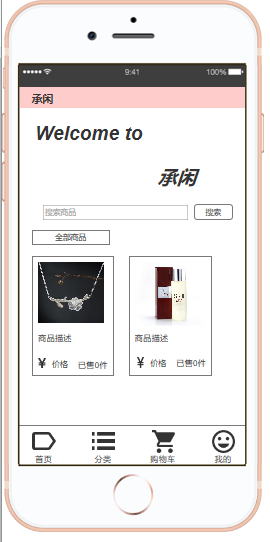 9:41 100%
承闲
Welcome to
承闲
搜索商品 搜索
全部商品
商品描述 商品描述
¥ 价格 已售0件 ¥ 价格 已售0件
首页 分类 购物车 我的